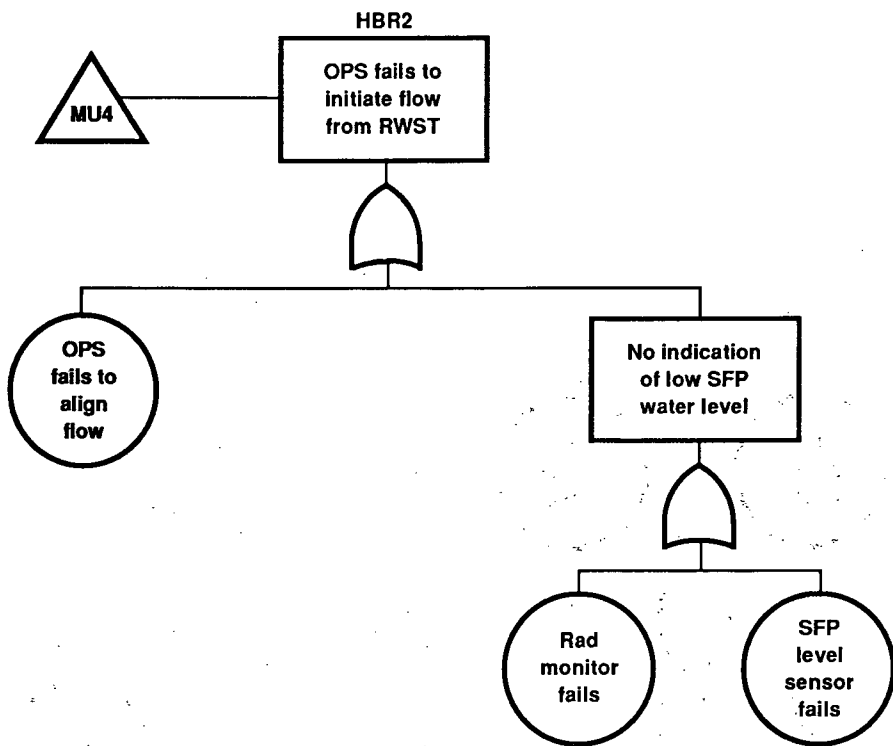 HBR2
OPS fails to
initiate flow
from RWST
MU4
OPS
fails to
align
flow
No indication
of low SFP
water level
Rad
monitor
fails
SFP
level
sensor
fails